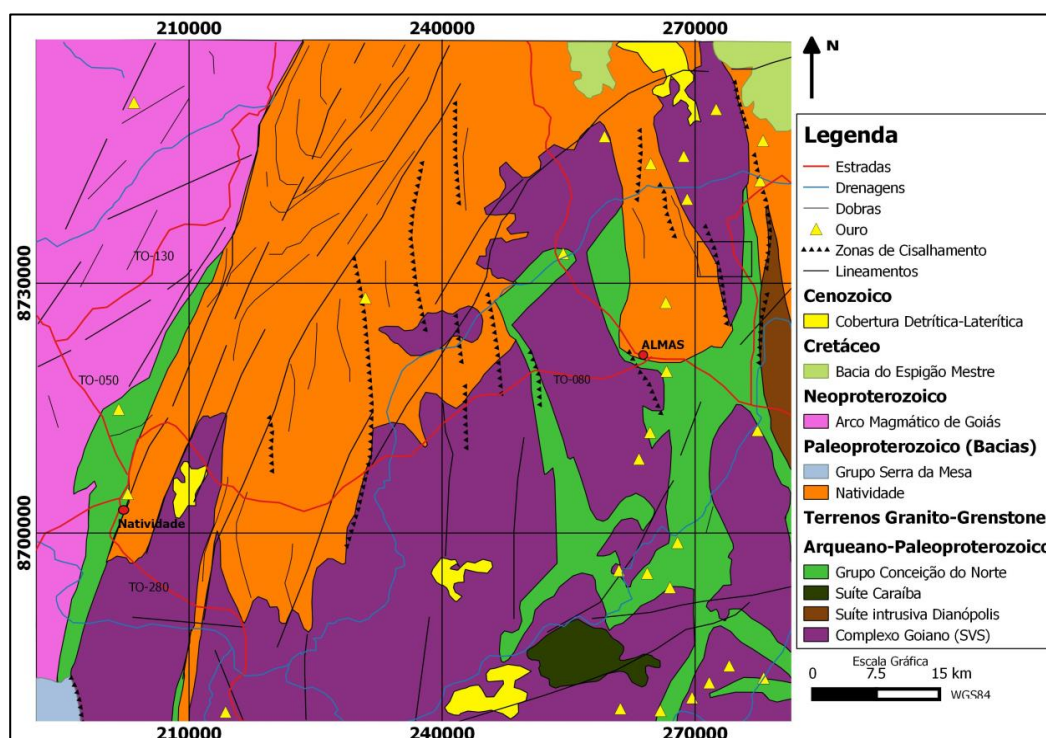 210000
240000
270000
8730000
8700000
TO-130
TO-050
TO-080
ALMAS
Natividade
TO-280
210000
240000
270000
N
Legenda
Estradas
Drenagens
Dobras
Ouro
Zonas de Cisalhamento
Lineamentos
Cenozoico
Cobertura Detrítica-Laterítica
Cretáceo
Bacia do Espigão Mestre
Neoproterozoico
Arco Magmático de Goiás
Paleoproterozoico (Bacias)
Grupo Serra da Mesa
Natividade
Terrenos Granito-Grenstone
Arqueano-Paleoproterozoico
Grupo Conceição do Norte
Suíte Caraíba
Suíte intrusiva Dianópolis
Complexo Goiano (SVS)
Escala Gráfica
0 7.5 15 km
WGS84